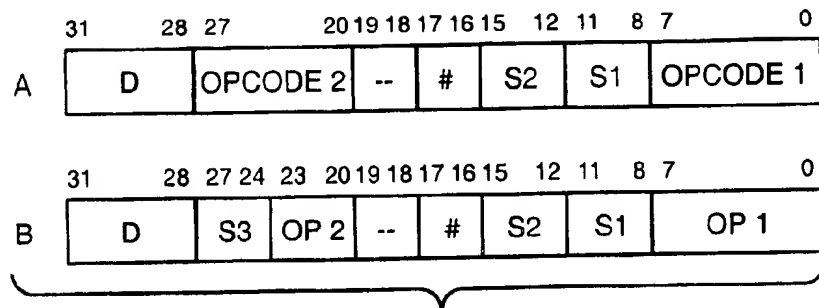 31 28 27 20 19 18 17 16 15 12 11 8 7 0
A D OPCODE 2 -- # S2 S1 OPCODE 1
31 28 27 24 23 20 19 18 17 16 15 12 11 8 7 0
B D S3 OP 2 -- # S2 S1 OP 1